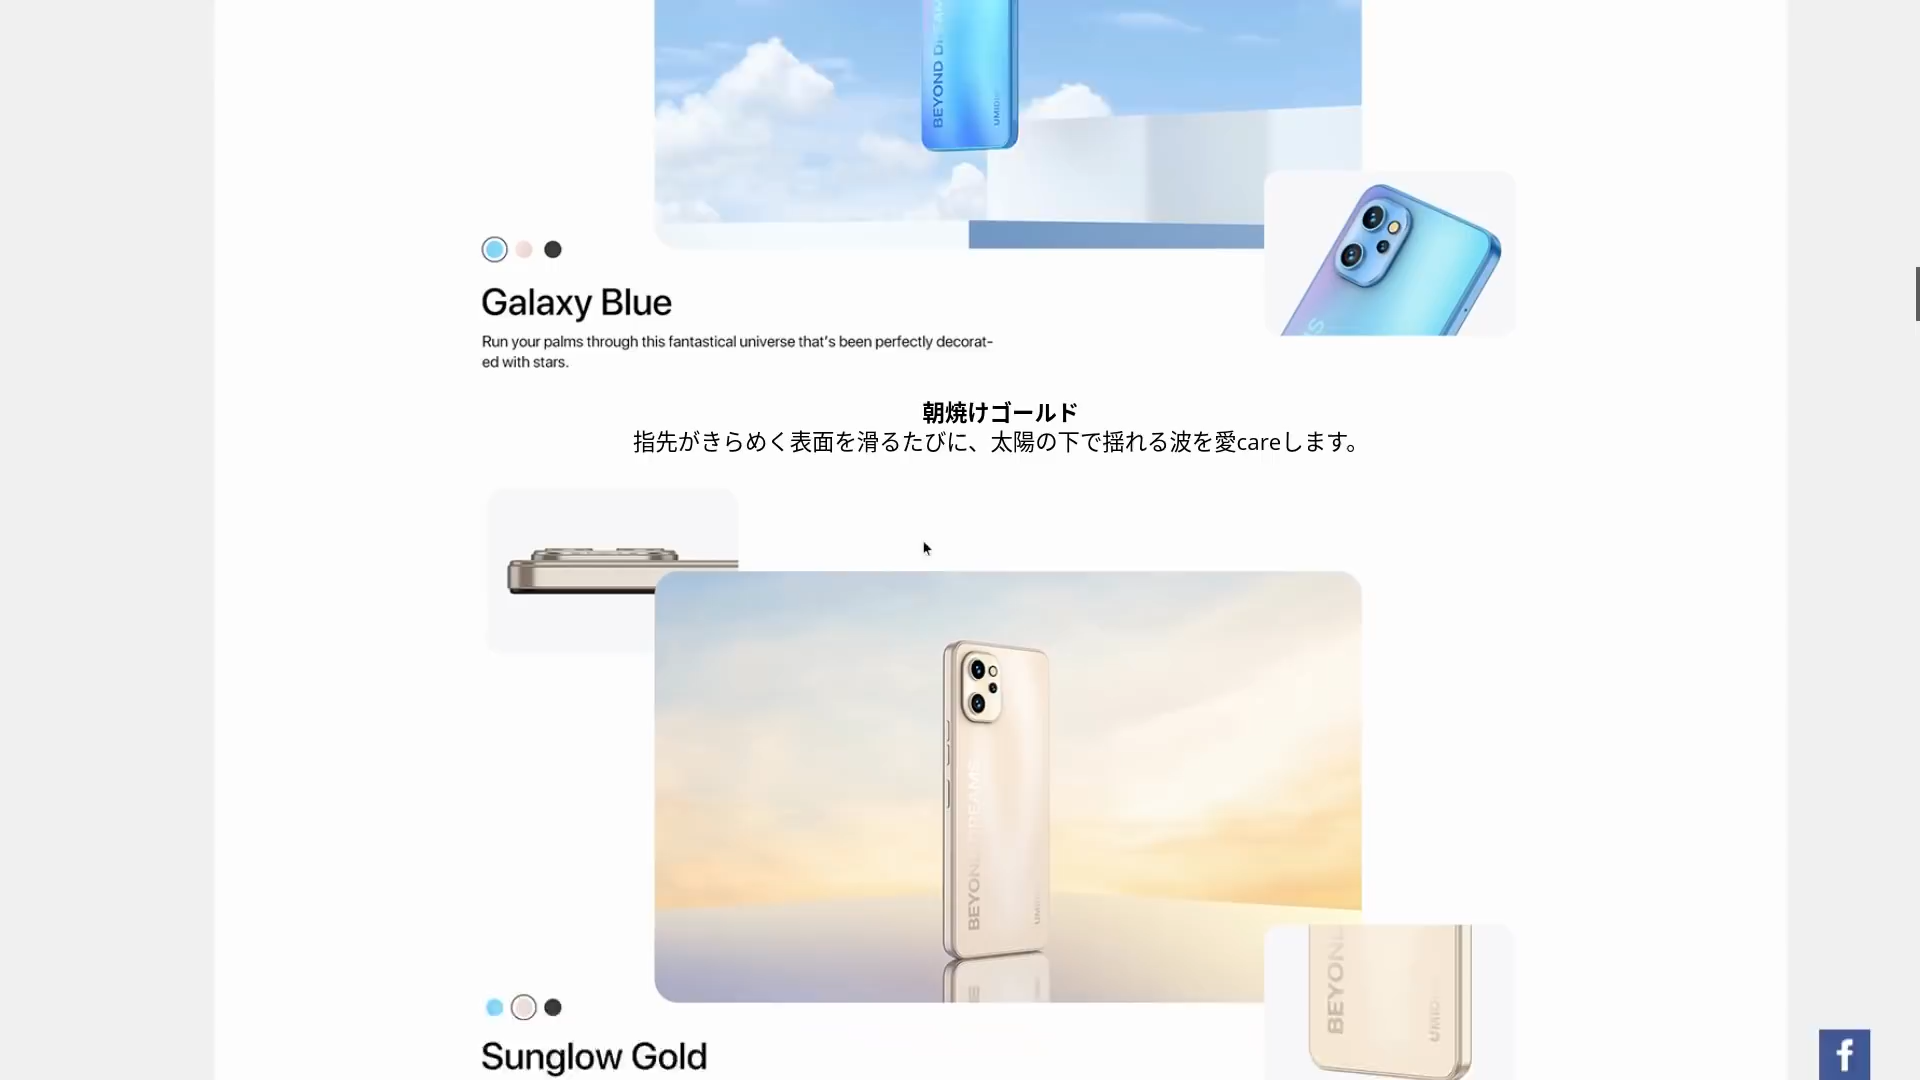 BEYOND DREAMS
UMIDIGI
Galaxy Blue
Run your palms through this fantastical universe that's been perfectly decorat-
ed with stars.
朝焼けゴールド
指先がきらめく表面を滑るたびに、太陽の下で揺れる波を愛careします。
BEYOND DREAMS
BEYON
Sunglow Gold